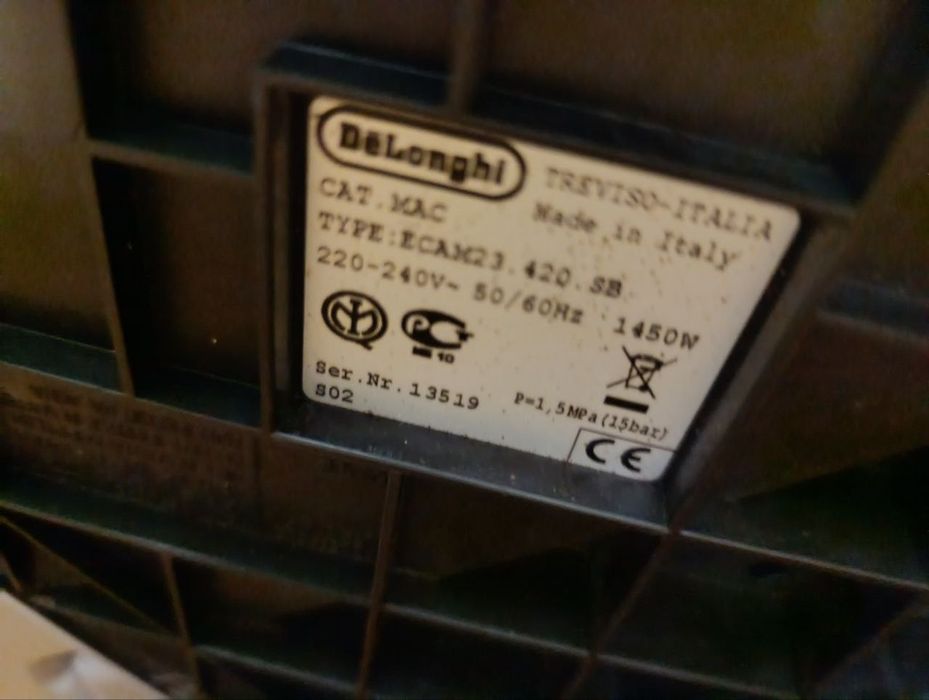 DeLonghi
TREVISO-ITALIA
Made in Italy
CAT.MAC
TYPE:ECAM23.420.SB
220-240V~ 50/60Hz 1450W
10
Ser.Nr.13519
S02
P=1,5MPa(15bar)
CE